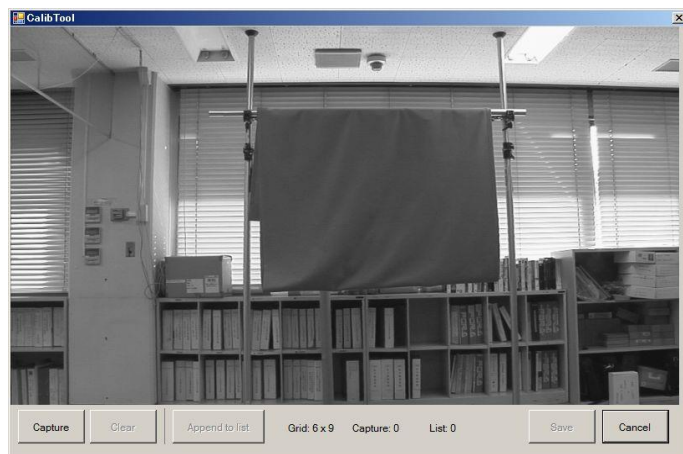 CalibTool
Capture
Clear
Append to list
Grid: 6 x 9
Capture: 0
List: 0
Save
Cancel